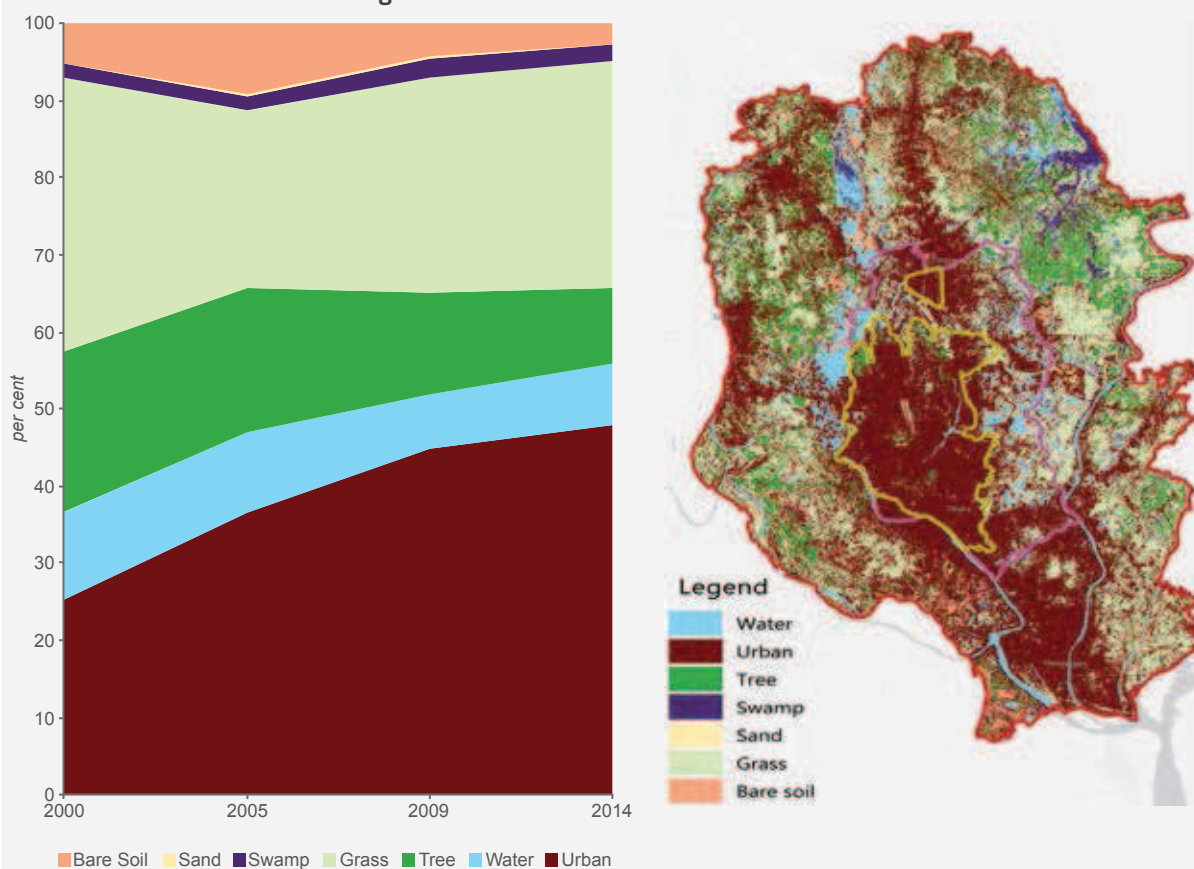 100
90
80
70
60
50
40
30
20
10
0
per cent
2000 2005 2009 2014
Bare Soil Sand Swamp Grass Tree Water Urban
Legend
Water
Urban
Tree
Swamp
Sand
Grass
Bare soil